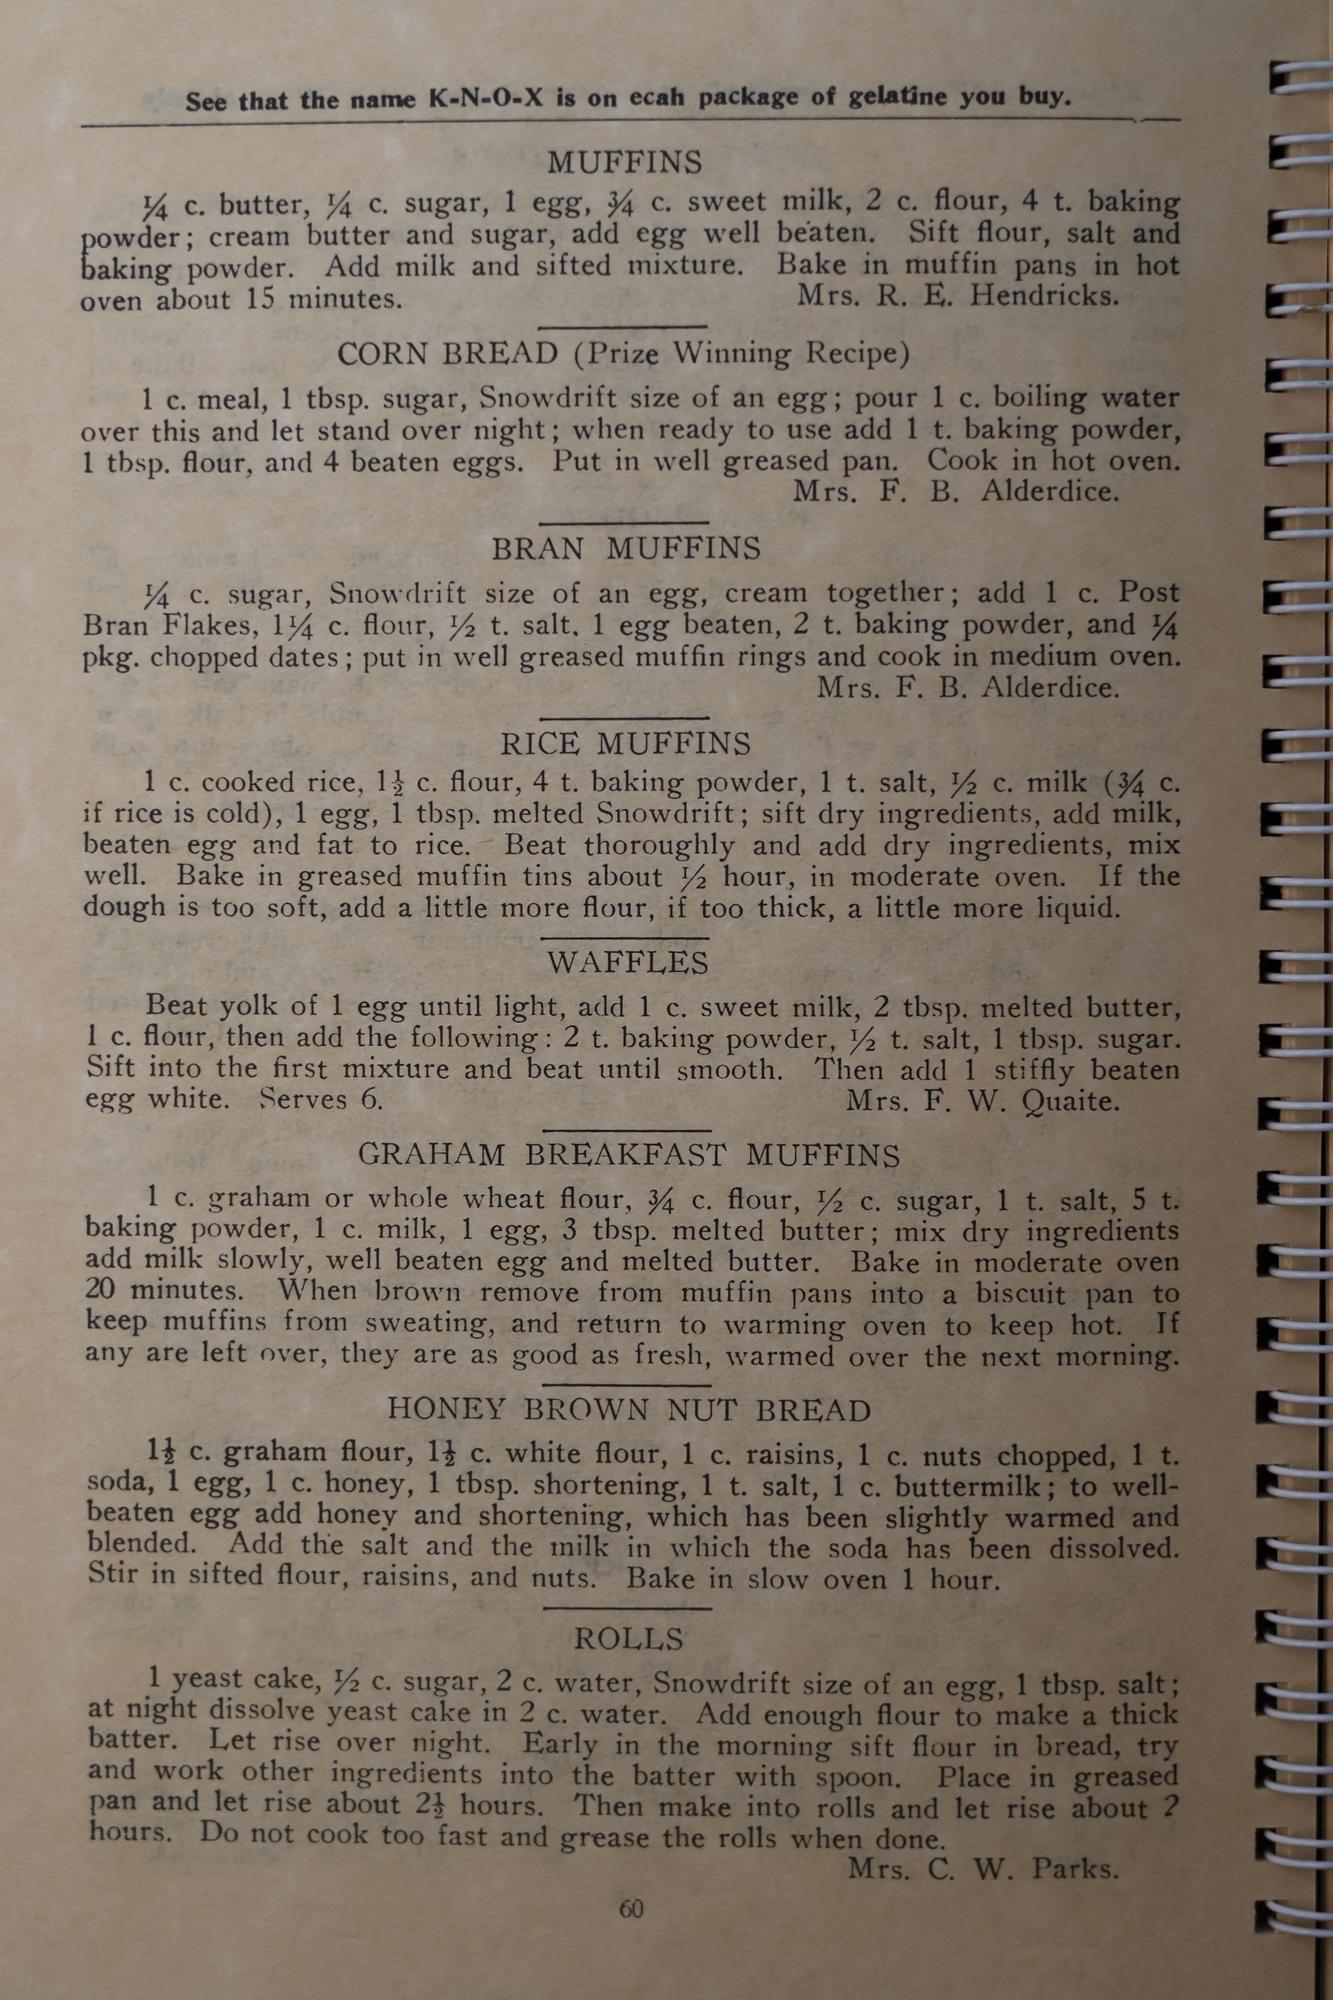 See that the name K-N-O-X is on ecah package of gelatine you buy.
MUFFINS
¼ c. butter, ¼ c. sugar, 1 egg, ¾ c. sweet milk, 2 c. flour, 4 t. baking
powder; cream butter and sugar, add egg well beaten. Sift flour, salt and
baking powder. Add milk and sifted mixture. Bake in muffin pans in hot
oven about 15 minutes. Mrs. R. E. Hendricks.
CORN BREAD (Prize Winning Recipe)
1 c. meal, 1 tbsp. sugar, Snowdrift size of an egg; pour 1 c. boiling water
over this and let stand over night; when ready to use add 1 t. baking powder,
1 tbsp. flour, and 4 beaten eggs. Put in well greased pan. Cook in hot oven.
Mrs. F. B. Alderdice.
BRAN MUFFINS
¼ c. sugar, Snowdrift size of an egg, cream together; add 1 c. Post
Bran Flakes, 1¼ c. flour, ½ t. salt, 1 egg beaten, 2 t. baking powder, and ¼
pkg. chopped dates; put in well greased muffin rings and cook in medium oven.
Mrs. F. B. Alderdice.
RICE MUFFINS
1 c. cooked rice, 1½ c. flour, 4 t. baking powder, 1 t. salt, ½ c. milk (¾ c.
if rice is cold), 1 egg, 1 tbsp. melted Snowdrift; sift dry ingredients, add milk,
beaten egg and fat to rice. Beat thoroughly and add dry ingredients, mix
well. Bake in greased muffin tins about ½ hour, in moderate oven. If the
dough is too soft, add a little more flour, if too thick, a little more liquid.
WAFFLES
Beat yolk of 1 egg until light, add 1 c. sweet milk, 2 tbsp. melted butter,
1 c. flour, then add the following: 2 t. baking powder, ½ t. salt, 1 tbsp. sugar.
Sift into the first mixture and beat until smooth. Then add 1 stiffly beaten
egg white. Serves 6. Mrs. F. W. Quaite.
GRAHAM BREAKFAST MUFFINS
1 c. graham or whole wheat flour, ¾ c. flour, ½ c. sugar, 1 t. salt, 5 t.
baking powder, 1 c. milk, 1 egg, 3 tbsp. melted butter; mix dry ingredients
add milk slowly, well beaten egg and melted butter. Bake in moderate oven
20 minutes. When brown remove from muffin pans into a biscuit pan to
keep muffins from sweating, and return to warming oven to keep hot. If
any are left over, they are as good as fresh, warmed over the next morning.
HONEY BROWN NUT BREAD
1½ c. graham flour, 1½ c. white flour, 1 c. raisins, 1 c. nuts chopped, 1 t.
soda, 1 egg, 1 c. honey, 1 tbsp. shortening, 1 t. salt, 1 c. buttermilk; to well-
beaten egg add honey and shortening, which has been slightly warmed and
blended. Add the salt and the milk in which the soda has been dissolved.
Stir in sifted flour, raisins, and nuts. Bake in slow oven 1 hour.
ROLLS
1 yeast cake, ½ c. sugar, 2 c. water, Snowdrift size of an egg, 1 tbsp. salt;
at night dissolve yeast cake in 2 c. water. Add enough flour to make a thick
batter. Let rise over night. Early in the morning sift flour in bread, try
and work other ingredients into the batter with spoon. Place in greased
pan and let rise about 2½ hours. Then make into rolls and let rise about 2
hours. Do not cook too fast and grease the rolls when done.
Mrs. C. W. Parks.
60